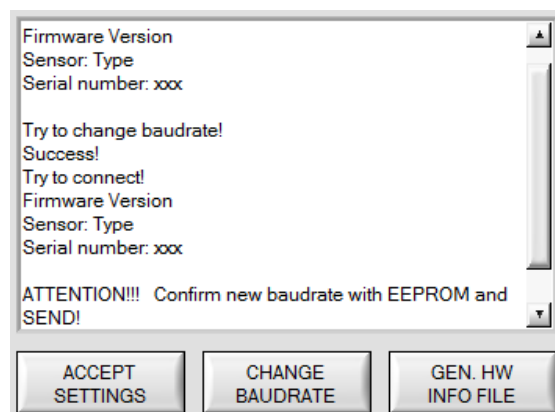 Firmware Version
Sensor: Type
Serial number: xxx
Try to change baudrate!
Success!
Try to connect!
Firmware Version
Sensor: Type
Serial number: xxx
ATTENTION!!!   Confirm new baudrate with EEPROM and
SEND!
ACCEPT
SETTINGS
CHANGE
BAUDRATE
GEN. HW
INFO FILE